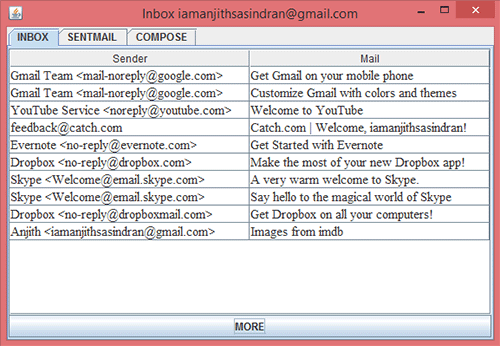 Inbox iamanjithsasindran@gmail.com
INBOX SENTMAIL COMPOSE
Sender Mail
Gmail Team <mail-noreply@google.com> Get Gmail on your mobile phone
Gmail Team <mail-noreply@google.com> Customize Gmail with colors and themes
YouTube Service <noreply@youtube.com> Welcome to YouTube
feedback@catch.com Catch.com | Welcome, iamanjithsasindran!
Evernote <no-reply@evernote.com> Get Started with Evernote
Dropbox <no-reply@dropbox.com> Make the most of your new Dropbox app!
Skype <Welcome@email.skype.com> A very warm welcome to Skype.
Skype <Welcome@email.skype.com> Say hello to the magical world of Skype
Dropbox <no-reply@dropboxmail.com> Get Dropbox on all your computers!
Anjith <iamanjithsasindran@gmail.com> Images from imdb
MORE